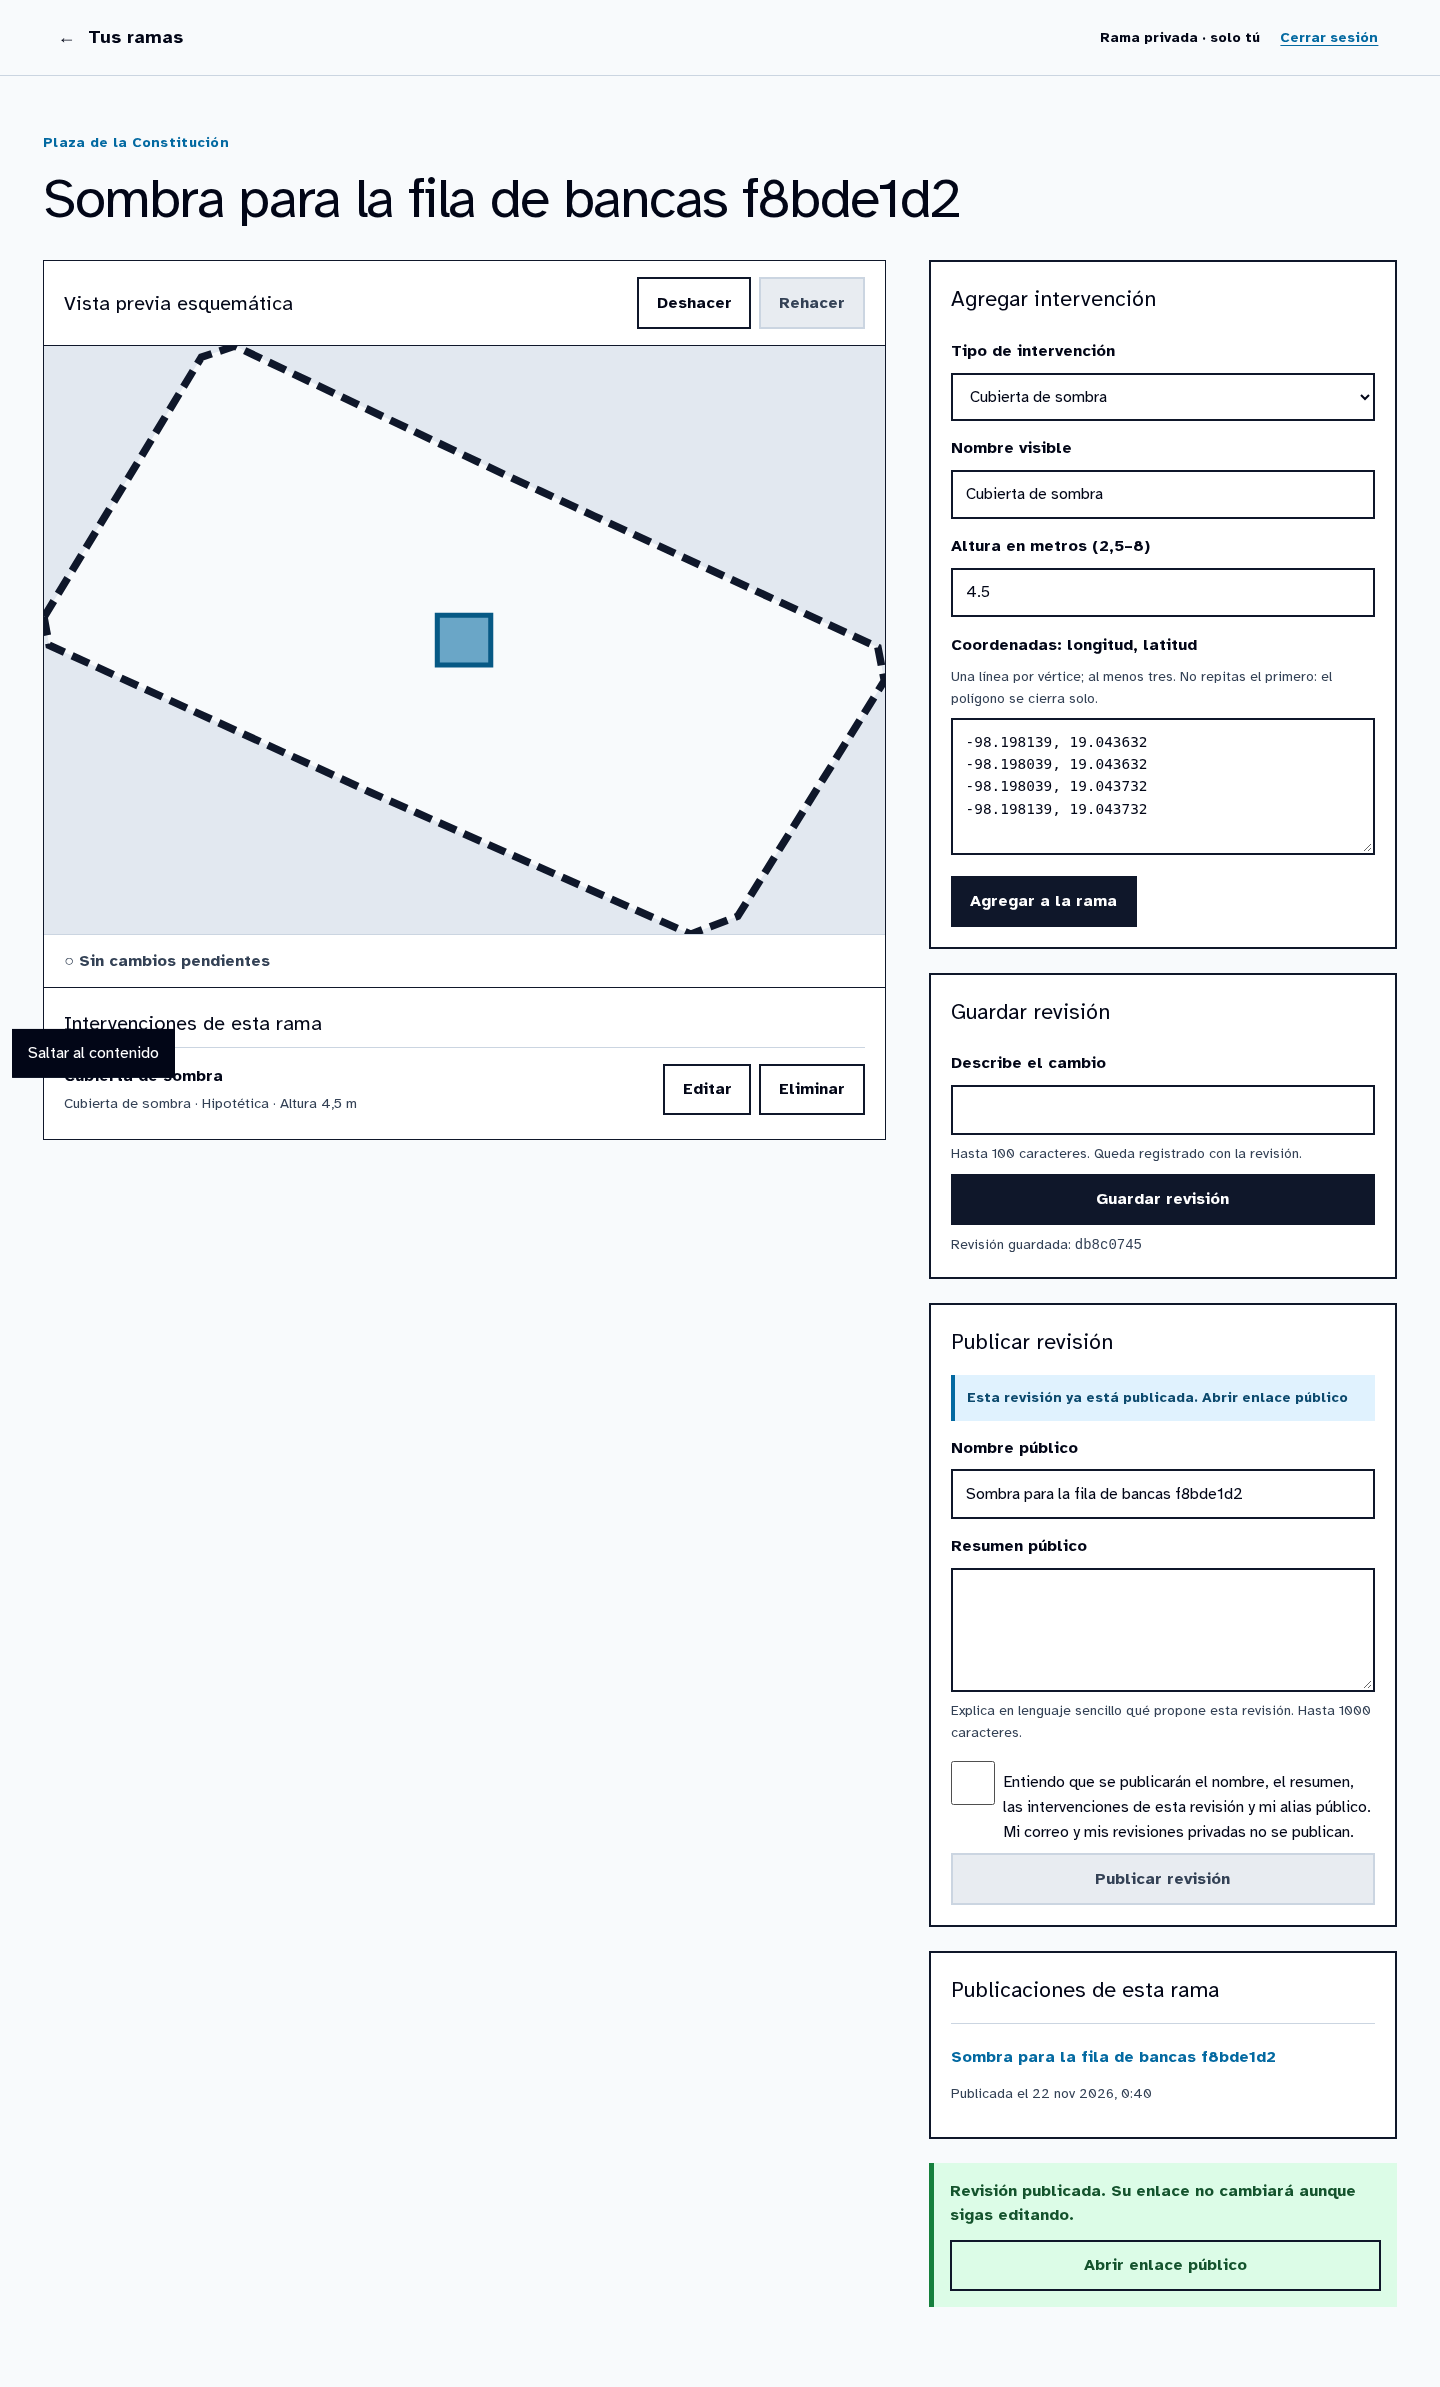 ← Tus ramas
Rama privada · solo tú
Cerrar sesión
Plaza de la Constitución
Sombra para la fila de bancas f8bde1d2
Vista previa esquemática
Deshacer
Rehacer
○ Sin cambios pendientes
Intervenciones de esta rama
Saltar al contenido
Cubierta de sombra
Cubierta de sombra · Hipotética · Altura 4,5 m
Editar
Eliminar
Agregar intervención
Tipo de intervención
Cubierta de sombra
Nombre visible
Cubierta de sombra
Altura en metros (2,5–8)
4.5
Coordenadas: longitud, latitud
Una línea por vértice; al menos tres. No repitas el primero: el
polígono se cierra solo.
-98.198139, 19.043632
-98.198039, 19.043632
-98.198039, 19.043732
-98.198139, 19.043732
Agregar a la rama
Guardar revisión
Describe el cambio
Hasta 100 caracteres. Queda registrado con la revisión.
Guardar revisión
Revisión guardada: db8c0745
Publicar revisión
Esta revisión ya está publicada. Abrir enlace público
Nombre público
Sombra para la fila de bancas f8bde1d2
Resumen público
Explica en lenguaje sencillo qué propone esta revisión. Hasta 1000
caracteres.
Entiendo que se publicarán el nombre, el resumen,
las intervenciones de esta revisión y mi alias público.
Mi correo y mis revisiones privadas no se publican.
Publicar revisión
Publicaciones de esta rama
Sombra para la fila de bancas f8bde1d2
Publicada el 22 nov 2026, 0:40
Revisión publicada. Su enlace no cambiará aunque
sigas editando.
Abrir enlace público